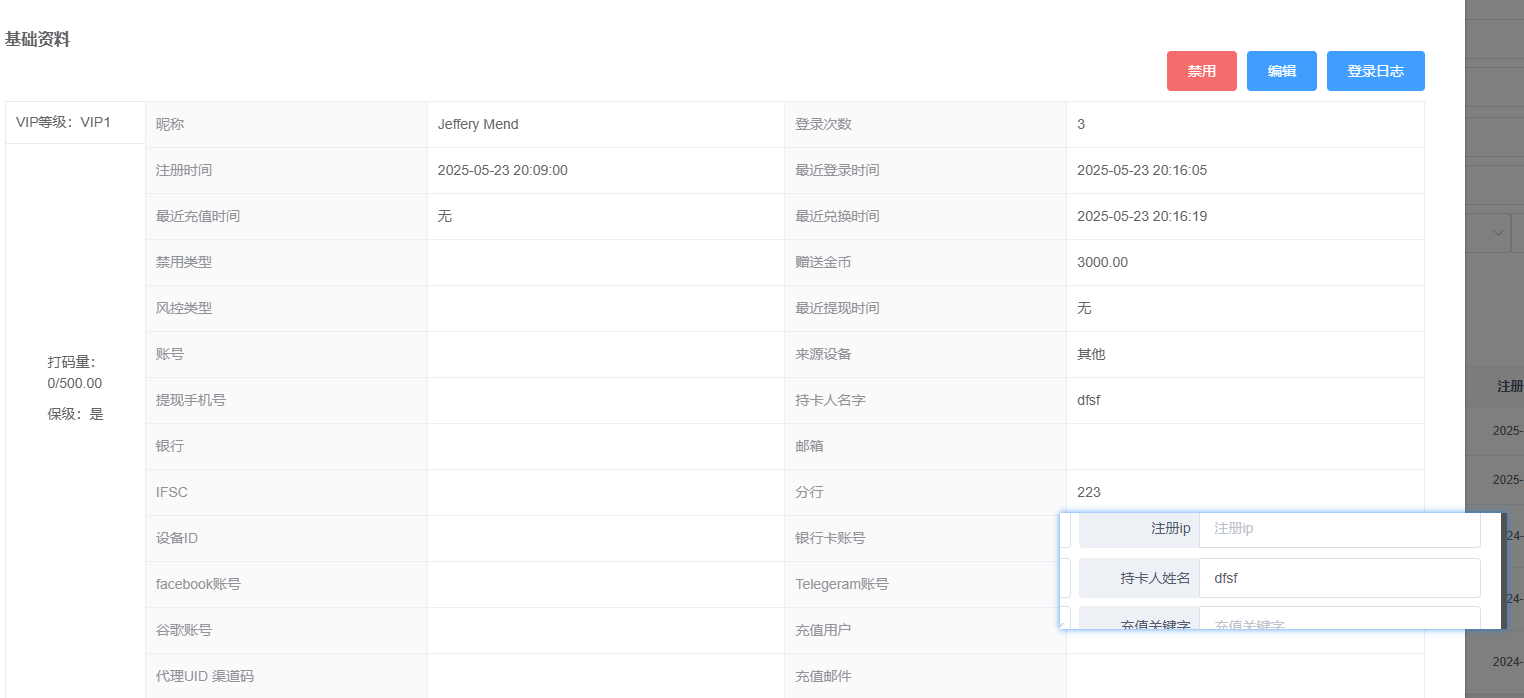 基础资料
禁用 编辑 登录日志
VIP等级：VIP1 昵称 Jeffery Mend 登录次数 3
注册时间 2025-05-23 20:09:00 最近登录时间 2025-05-23 20:16:05
最近充值时间 无 最近兑换时间 2025-05-23 20:16:19
禁用类型 赠送金币 3000.00
风控类型 最近提现时间 无
打码量：
0/500.00
保级：是
账号 来源设备 其他
提现手机号 持卡人名字 dfsf
注册
银行 邮箱
2025-
IFSC 分行 223
2025-
设备ID 银行卡账号
注册ip 注册ip
24-
facebook账号 Telegeram账号
持卡人姓名 dfsf
24-
谷歌账号 充值用户
充值关键字 充值关键字
代理UID 渠道码 充值邮件
2024-